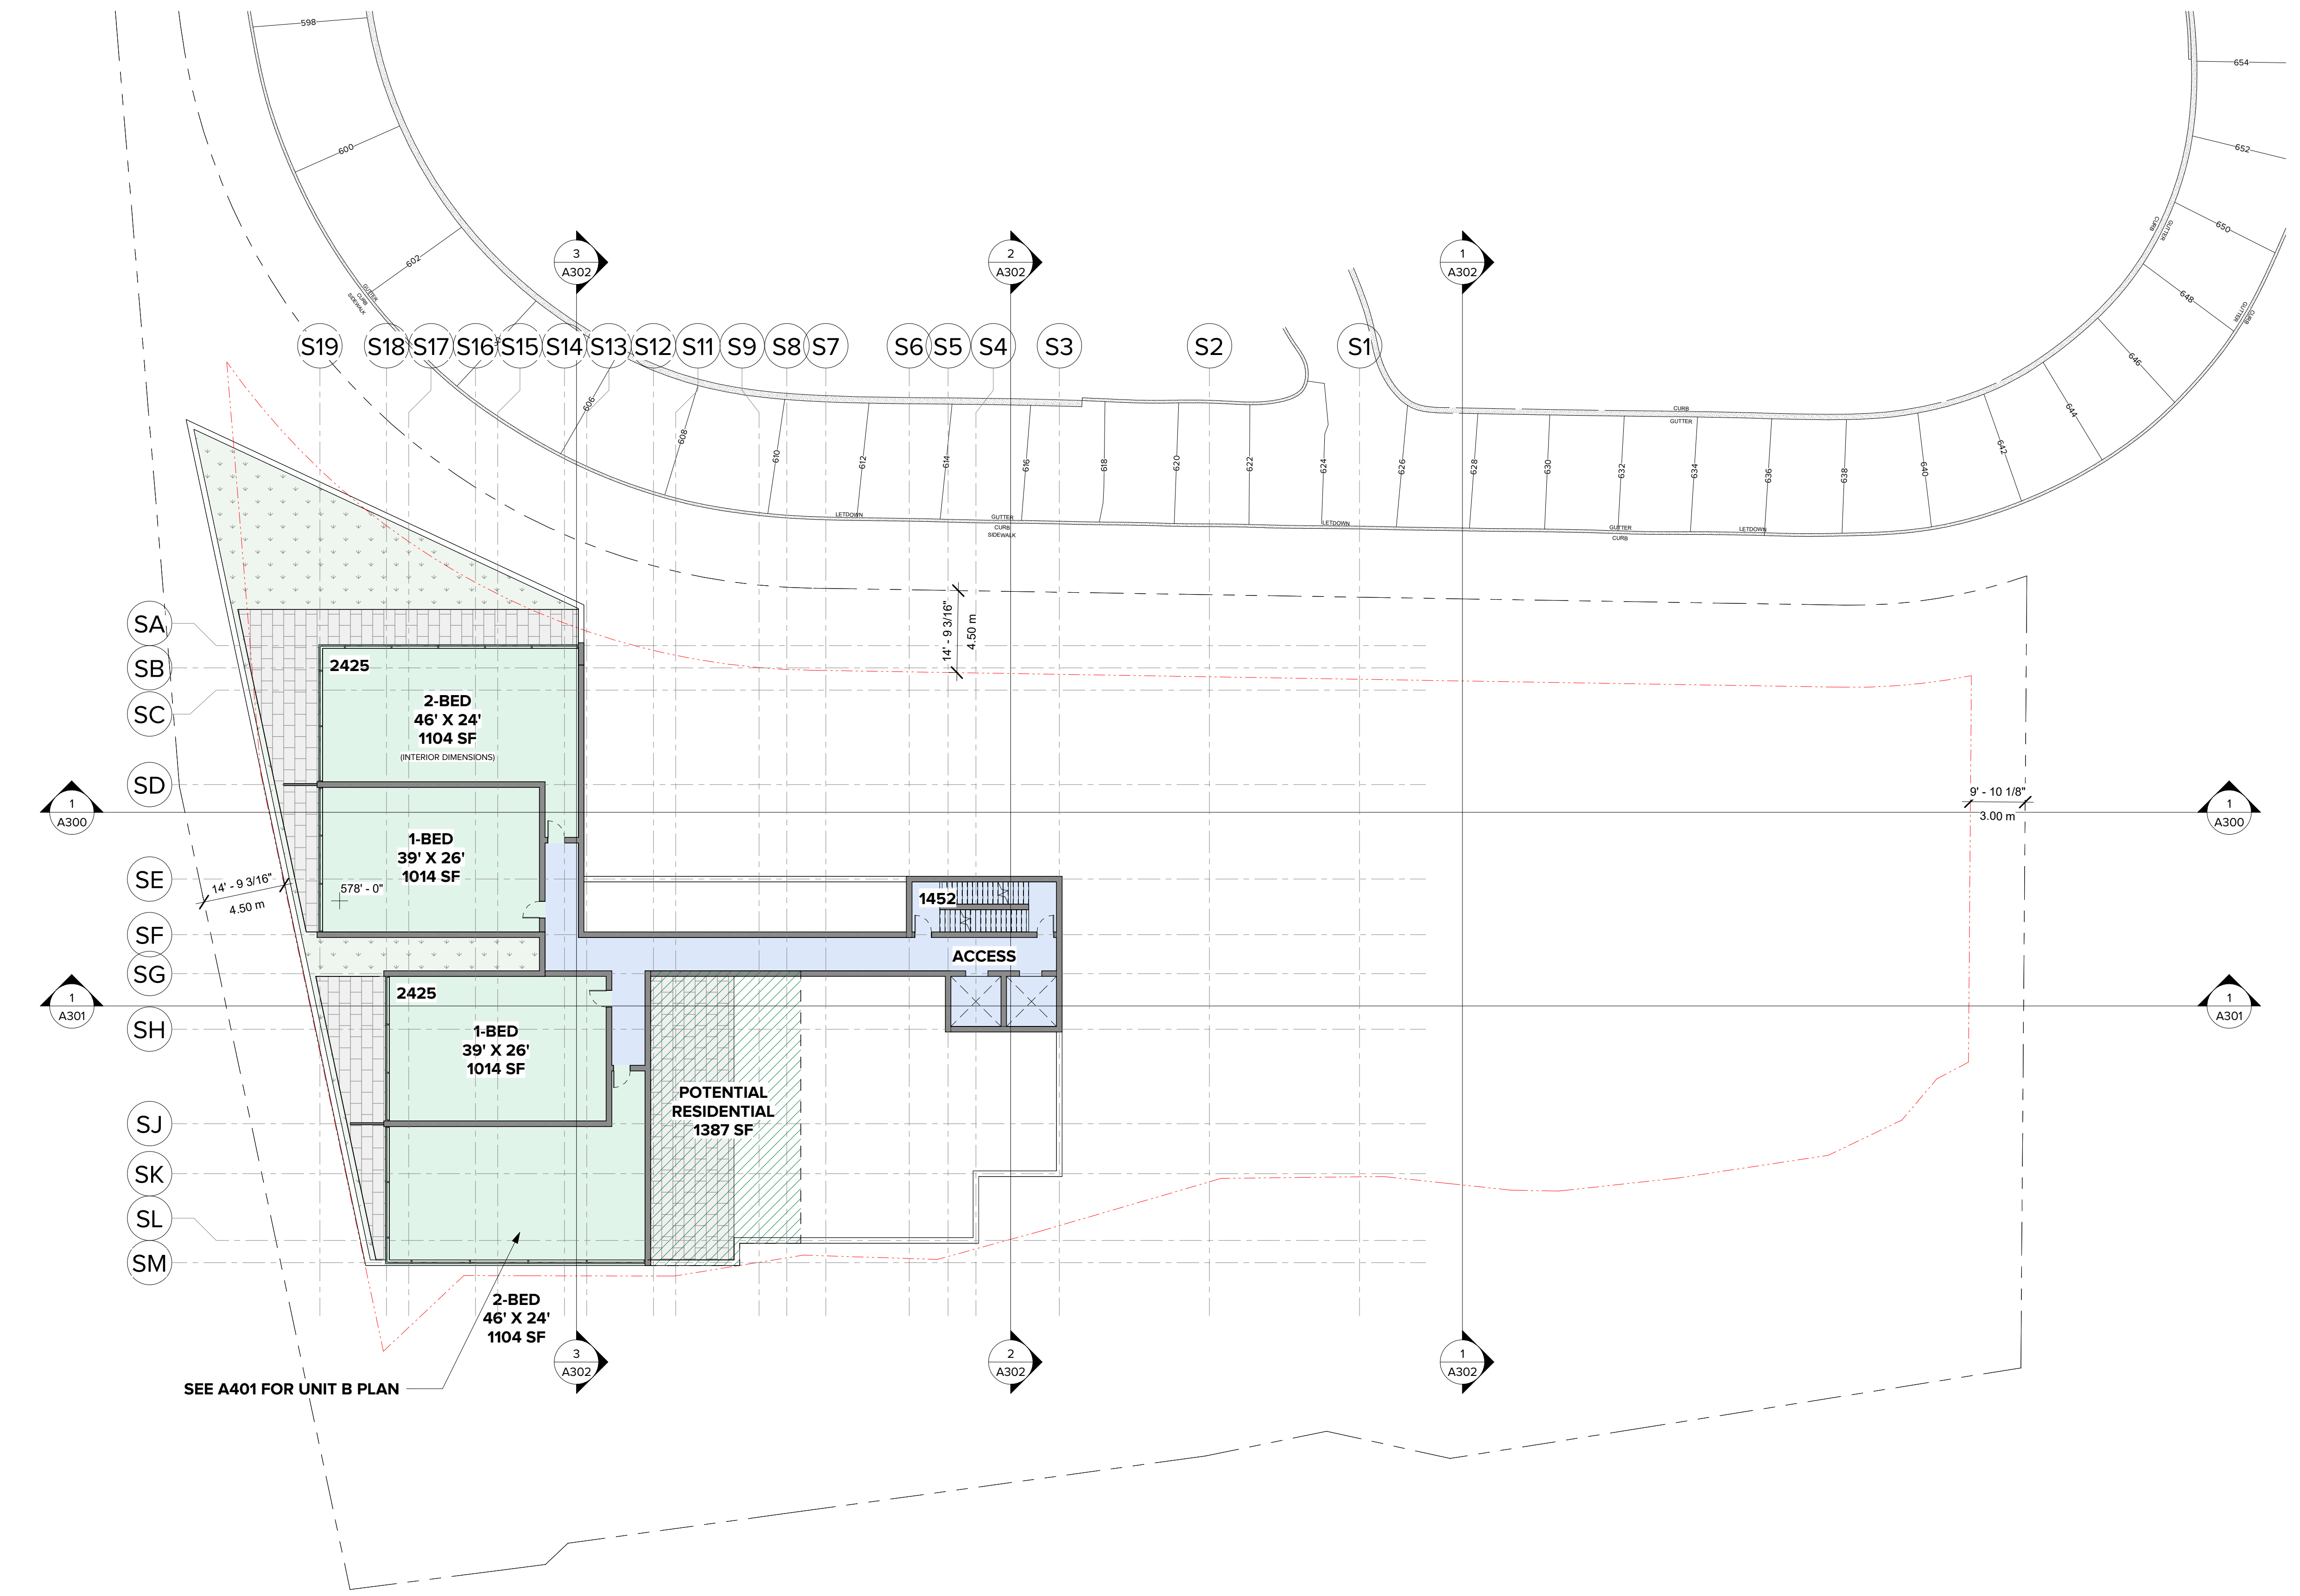 598
600
602
606
608
610
612
614
616
618
620
622
624
626
628
630
632
634
636
638
640
642
644
646
648
650
652
654
GUTTER
CURB
SIDEWALK
CURB
GUTTER
GUTTER
CURB
CURB
GUTTER
LETDOWN
GUTTER
CURB
SIDEWALK
LETDOWN
GUTTER
CURB
LETDOWN
3
A302
2
A302
1
A302
S19
S18
S17
S16
S15
S14
S13
S12
S11
S9
S8
S7
S6
S5
S4
S3
S2
S1
14' - 9 3/16"
4.50 m
SA
SB
SC
SD
SE
SF
SG
SH
SJ
SK
SL
SM
2425
2-BED
46' X 24'
1104 SF
(INTERIOR DIMENSIONS)
1
A300
1
A300
9' - 10 1/8"
3.00 m
1-BED
39' X 26'
1014 SF
578' - 0"
14' - 9 3/16"
4.50 m
1452
ACCESS
1
A301
1
A301
2425
1-BED
39' X 26'
1014 SF
POTENTIAL
RESIDENTIAL
1387 SF
2-BED
46' X 24'
1104 SF
3
A302
2
A302
1
A302
SEE A401 FOR UNIT B PLAN